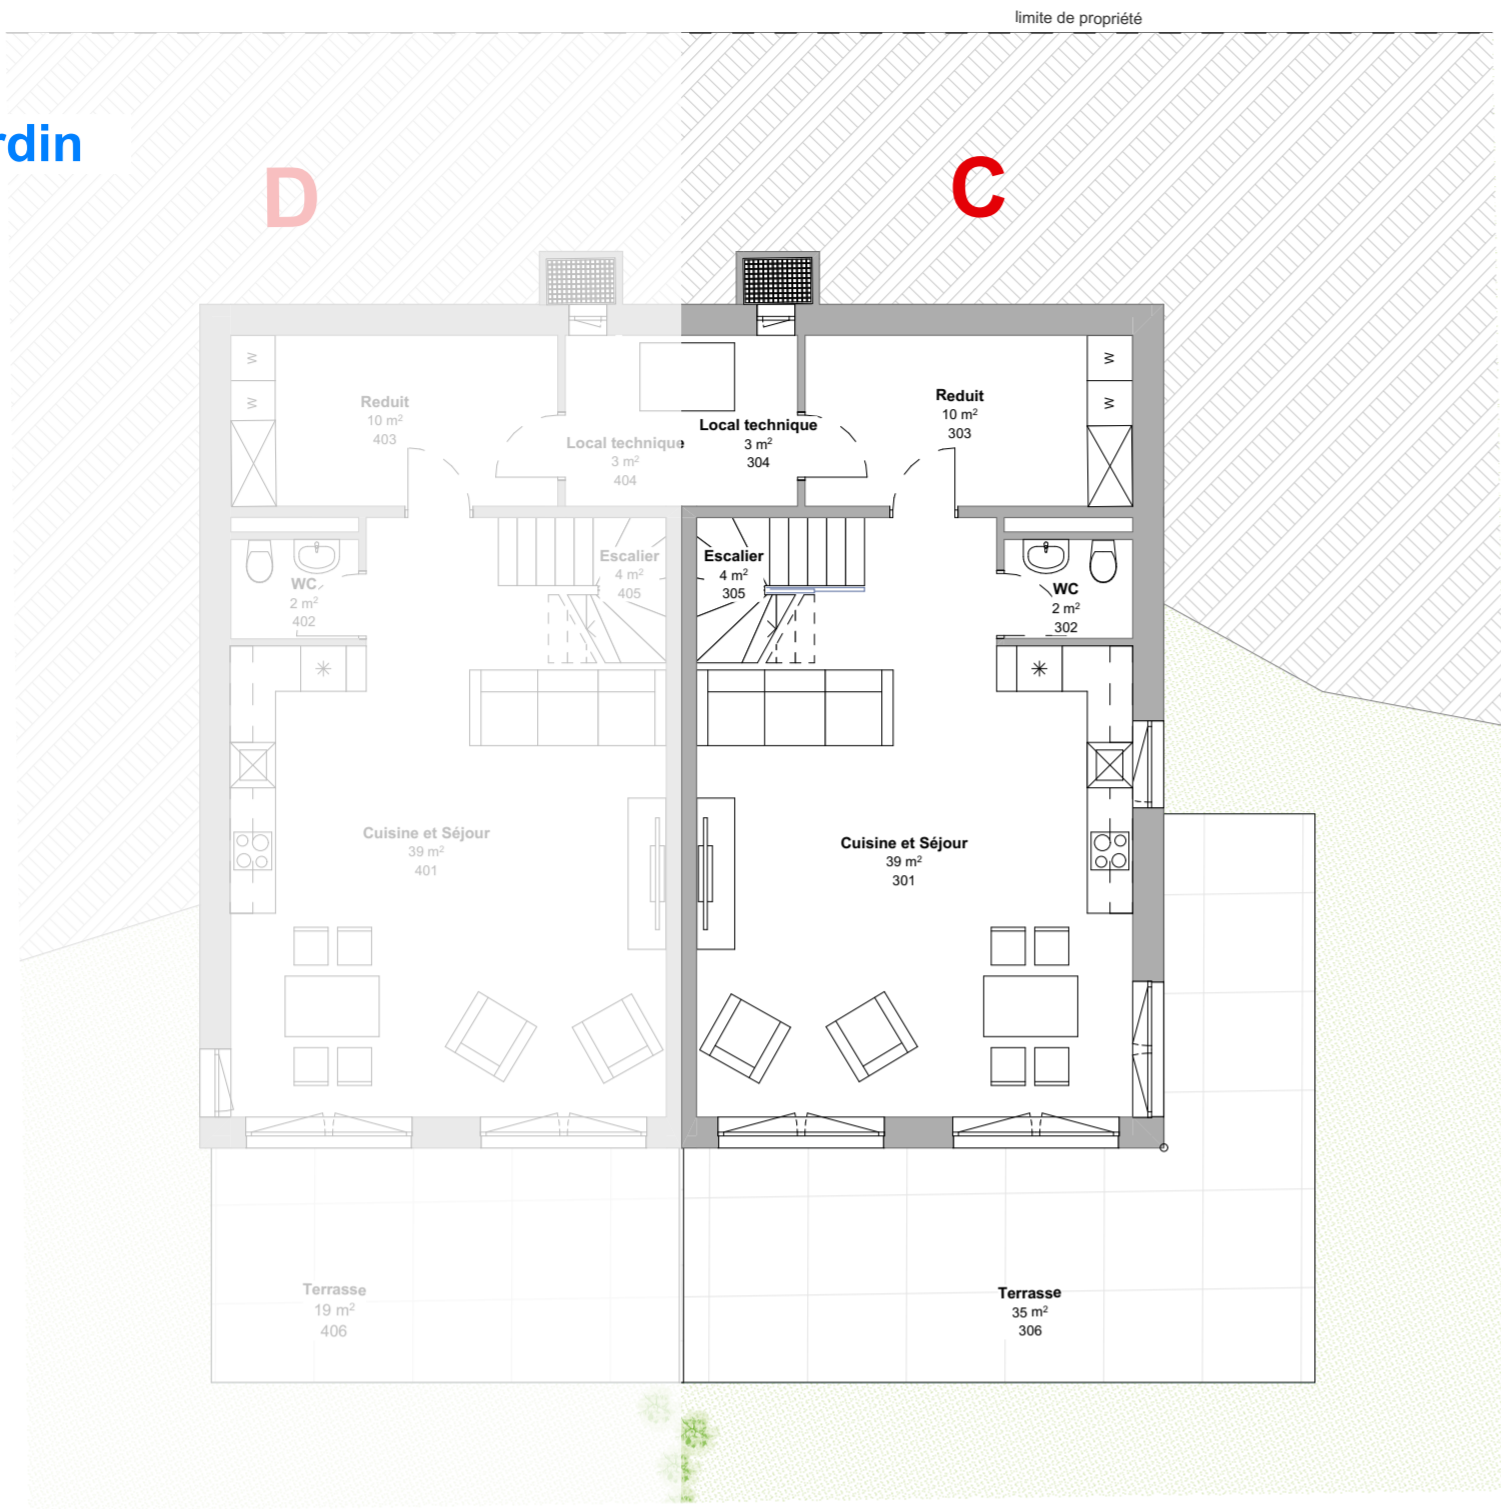 limite de propriété
rdin
D
C
W
W
Reduit
10 m²
403
Local technique
3 m²
404
Local technique
3 m²
304
Reduit
10 m²
303
W
W
WC
2 m²
402
Escalier
4 m²
405
Escalier
4 m²
305
WC
2 m²
302
Cuisine et Séjour
39 m²
401
Cuisine et Séjour
39 m²
301
Terrasse
19 m²
406
Terrasse
35 m²
306